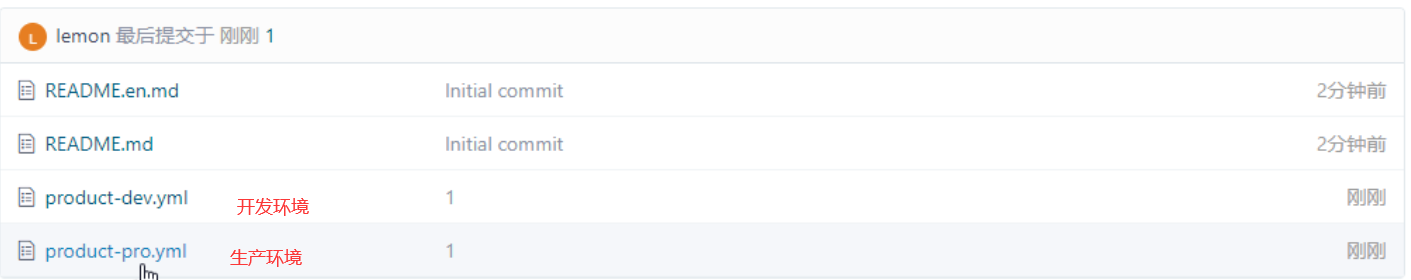 L lemon 最后提交于 刚刚 1
README.en.md Initial commit 2分钟前
README.md Initial commit 2分钟前
product-dev.yml 开发环境 1 刚刚
product-pro.yml 生产环境 1 刚刚